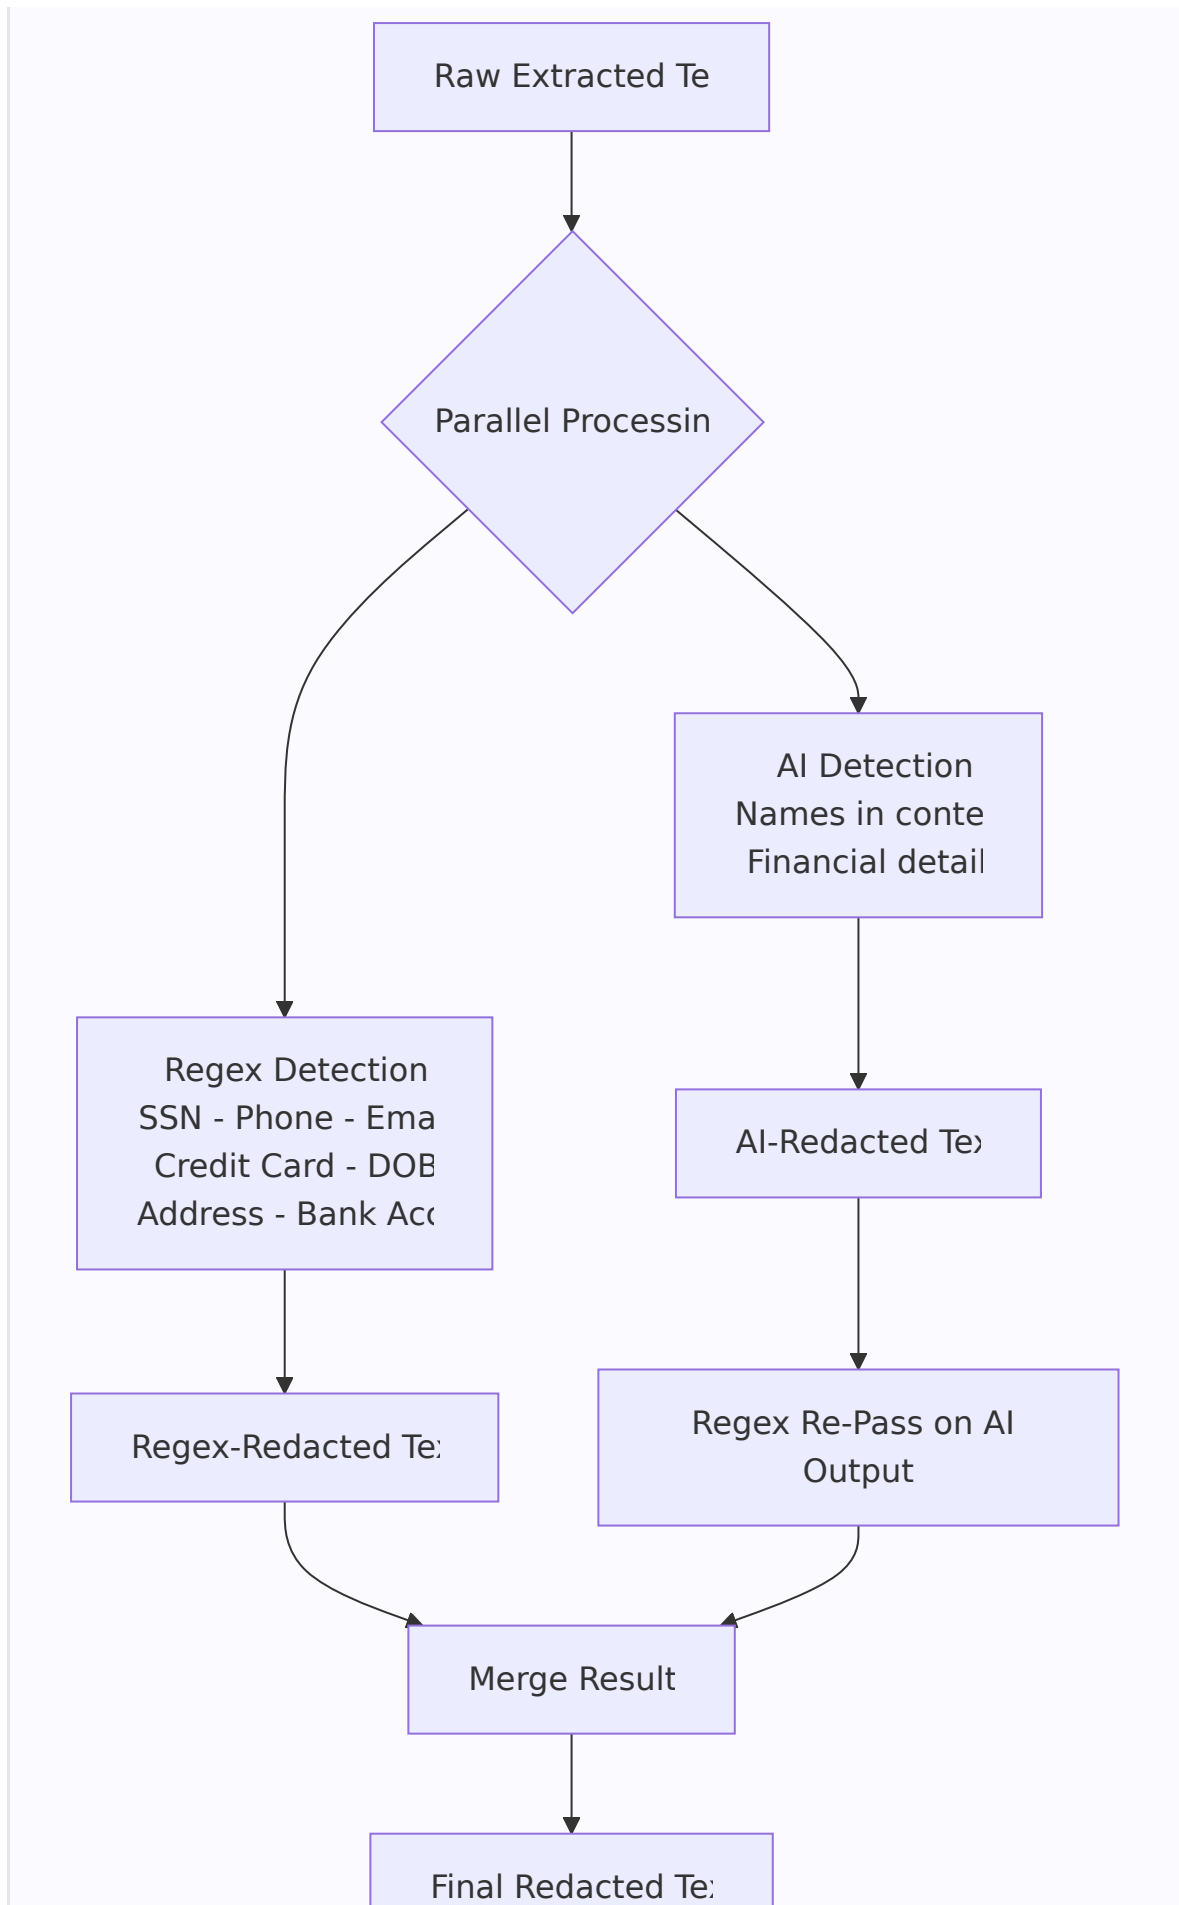 Raw Extracted Te
Parallel Processin
AI Detection
Names in conte
Financial detail
Regex Detection
SSN - Phone - Ema
Credit Card - DOB
Address - Bank Acc
AI-Redacted Tex
Regex Re-Pass on AI
Output
Regex-Redacted Tex
Merge Result
Final Redacted Tex